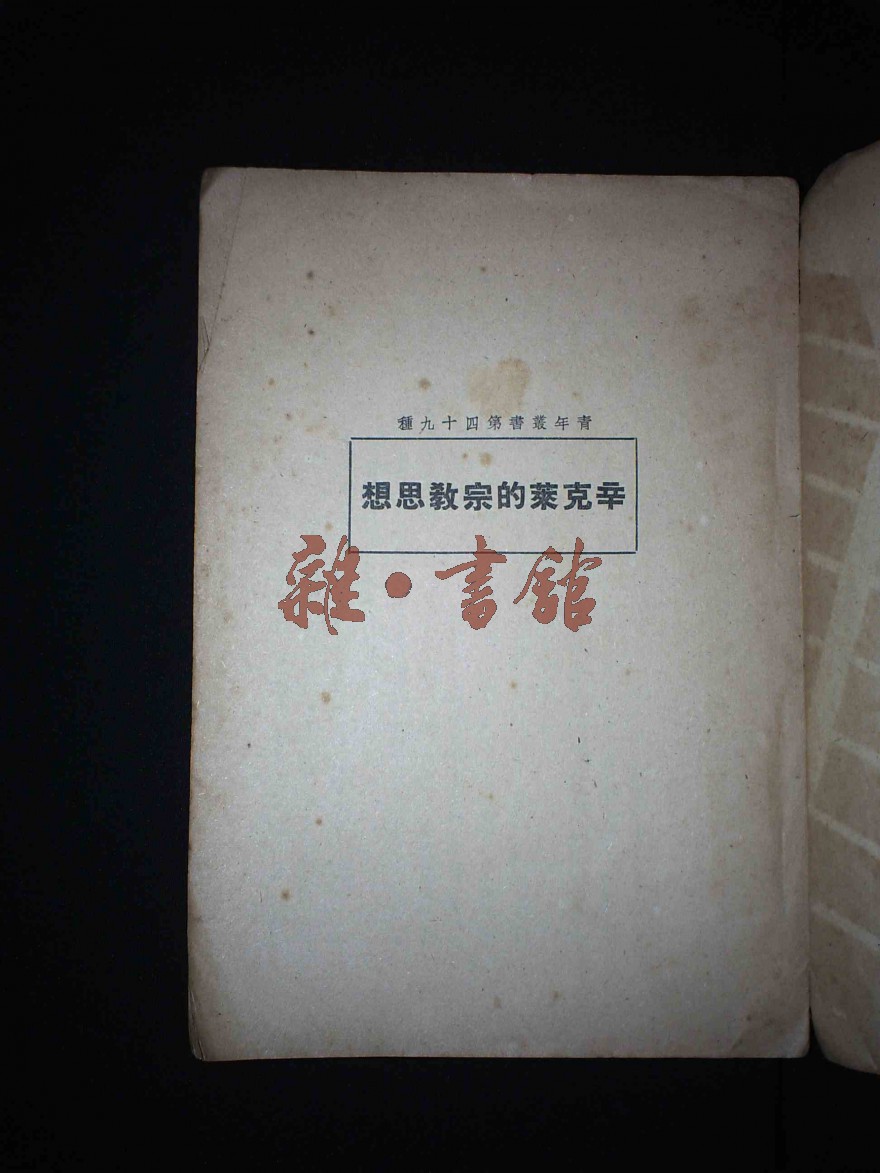 青年叢書第四十九種
辛克萊的宗教思想
雜·書館